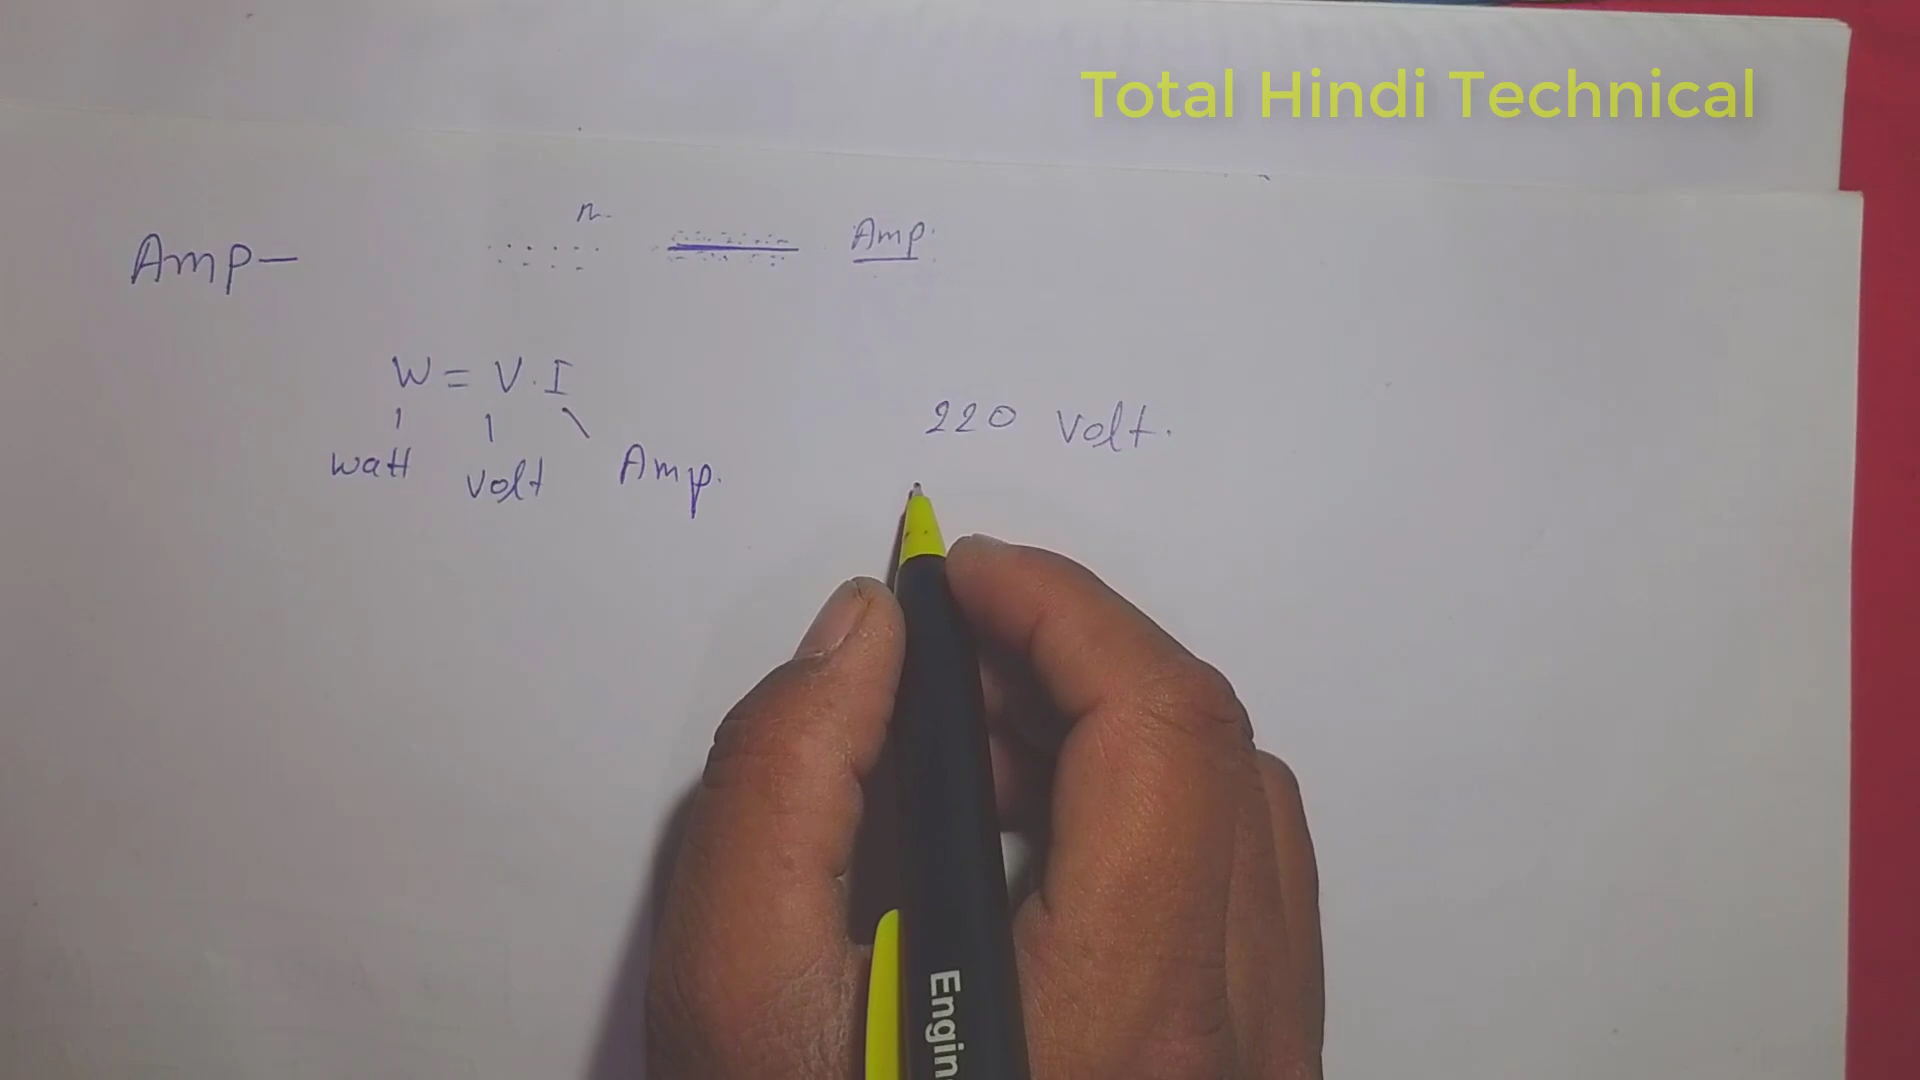 Total Hindi Technical
n.
Amp- Amp.
W = V.I
220 Volt.
watt volt Amp.
Engin